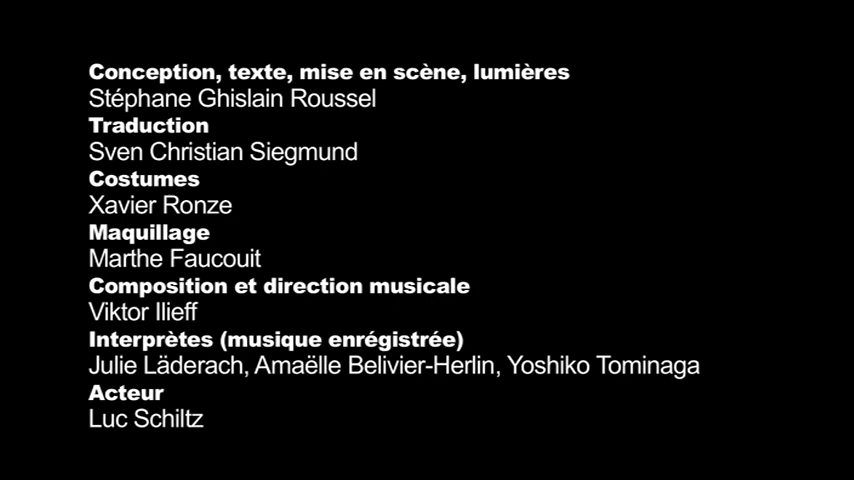 Conception, texte, mise en scène, lumières
Stéphane Ghislain Roussel
Traduction
Sven Christian Siegmund
Costumes
Xavier Ronze
Maquillage
Marthe Faucouit
Composition et direction musicale
Viktor Ilieff
Interprètes (musique enrégistrée)
Julie Läderach, Amaëlle Belivier-Herlin, Yoshiko Tominaga
Acteur
Luc Schiltz